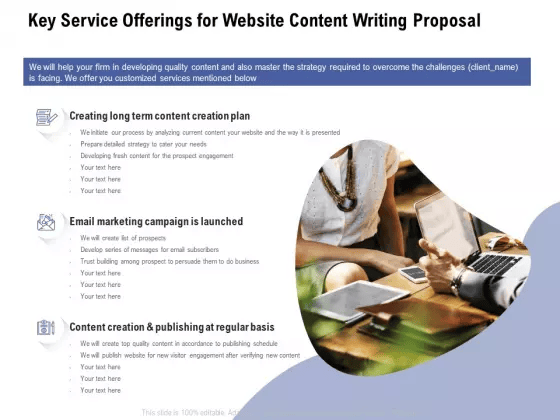 Key Service Offerings for Website Content Writing Proposal
We will help your firm in developing quality content and also master the strategy required to overcome the challenges (client_name)
is facing. We offer you customized services mentioned below
Creating long term content creation plan
We initiate our process by analyzing current content your website and the way it is presented
Prepare detailed strategy to cater your needs
Developing fresh content for the prospect engagement
Your text here
Your text here
Your text here
Email marketing campaign is launched
We will create list of prospects
Develop series of messages for email subscribers
Trust building among prospect to persuade them to do business
Your text here
Your text here
Your text here
Content creation & publishing at regular basis
We will create top quality content in accordance to publishing schedule
We will publish website for new visitor engagement after verifying new content
Your text here
Your text here
Your text here
This slide is 100% editable.